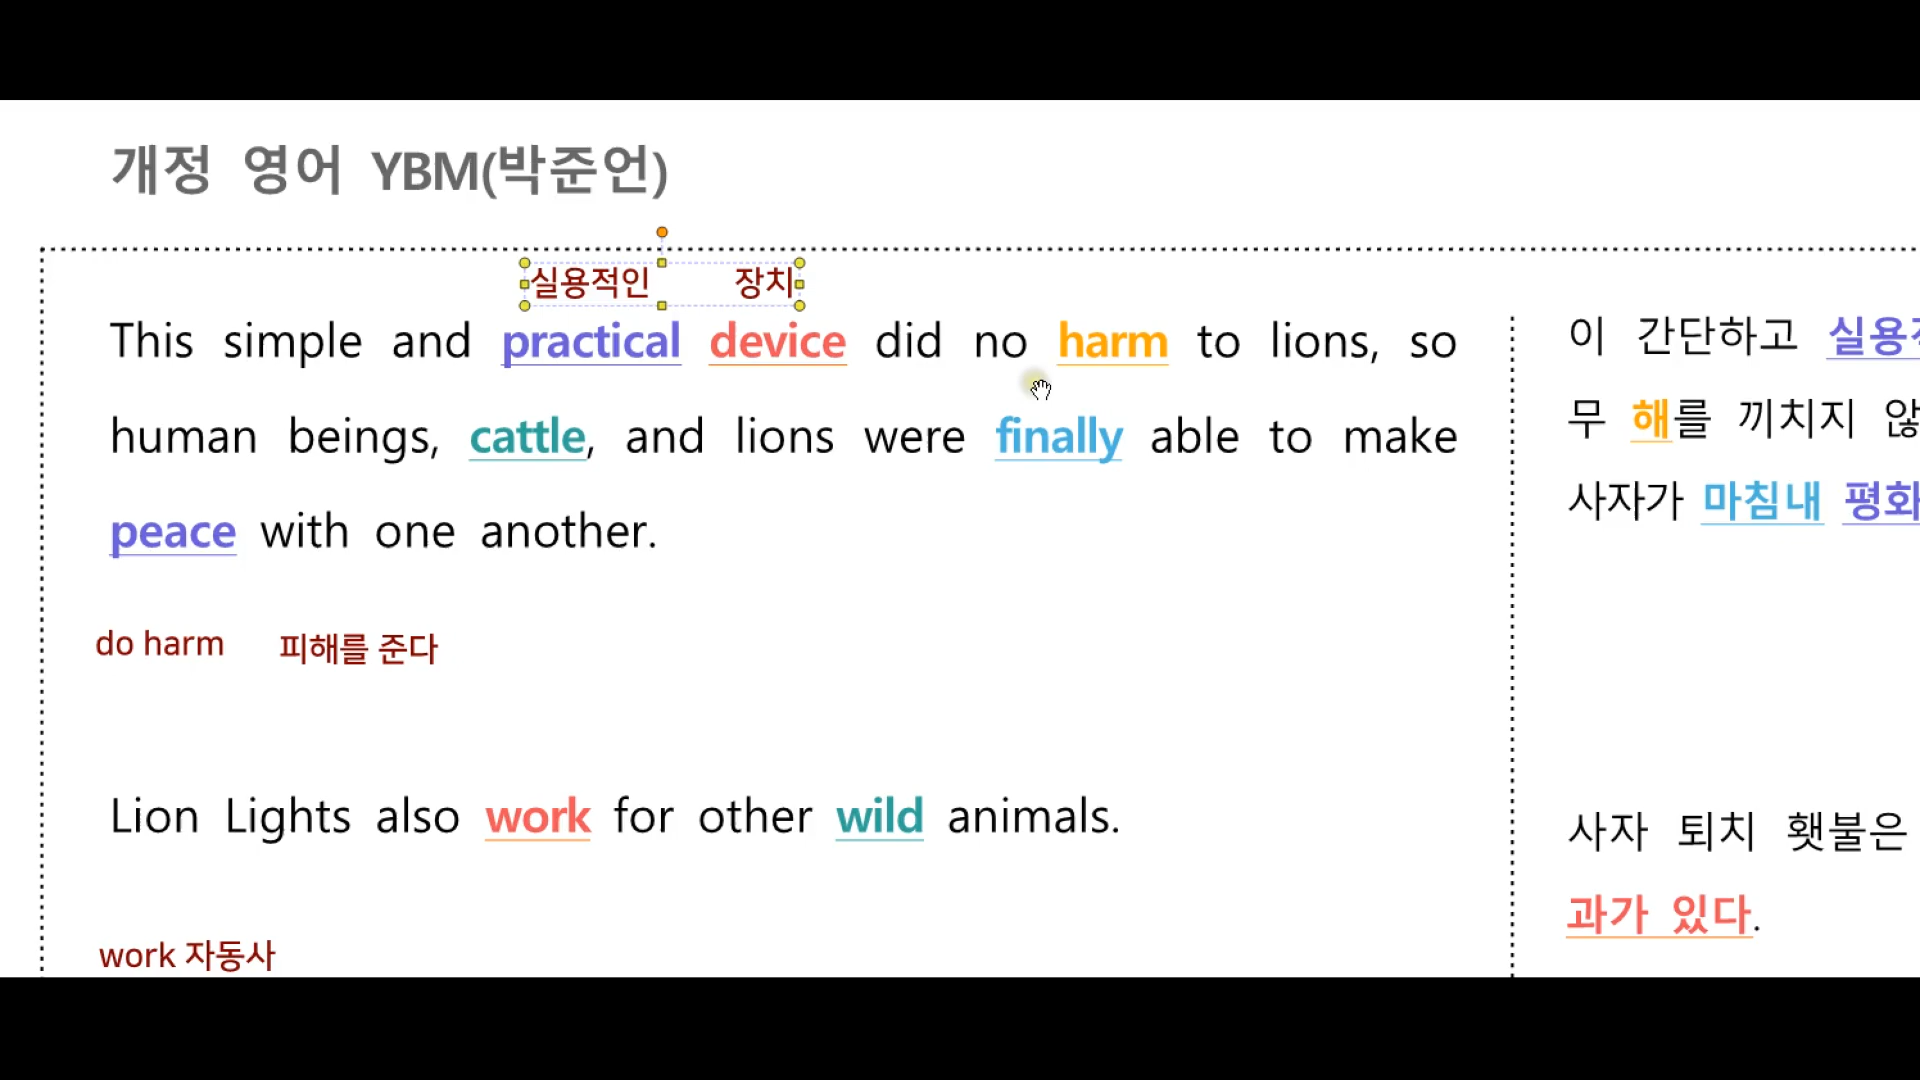 개정 영어 YBM(박준언)
실용적인 장치
This simple and practical device did no harm to lions, so
human beings, cattle, and lions were finally able to make
peace with one another.
do harm 피해를 준다
Lion Lights also work for other wild animals.
work 자동사
이 간단하고
무 해를 끼치지
사자가 마침내
사자 퇴치 횃불은
과가 있다.